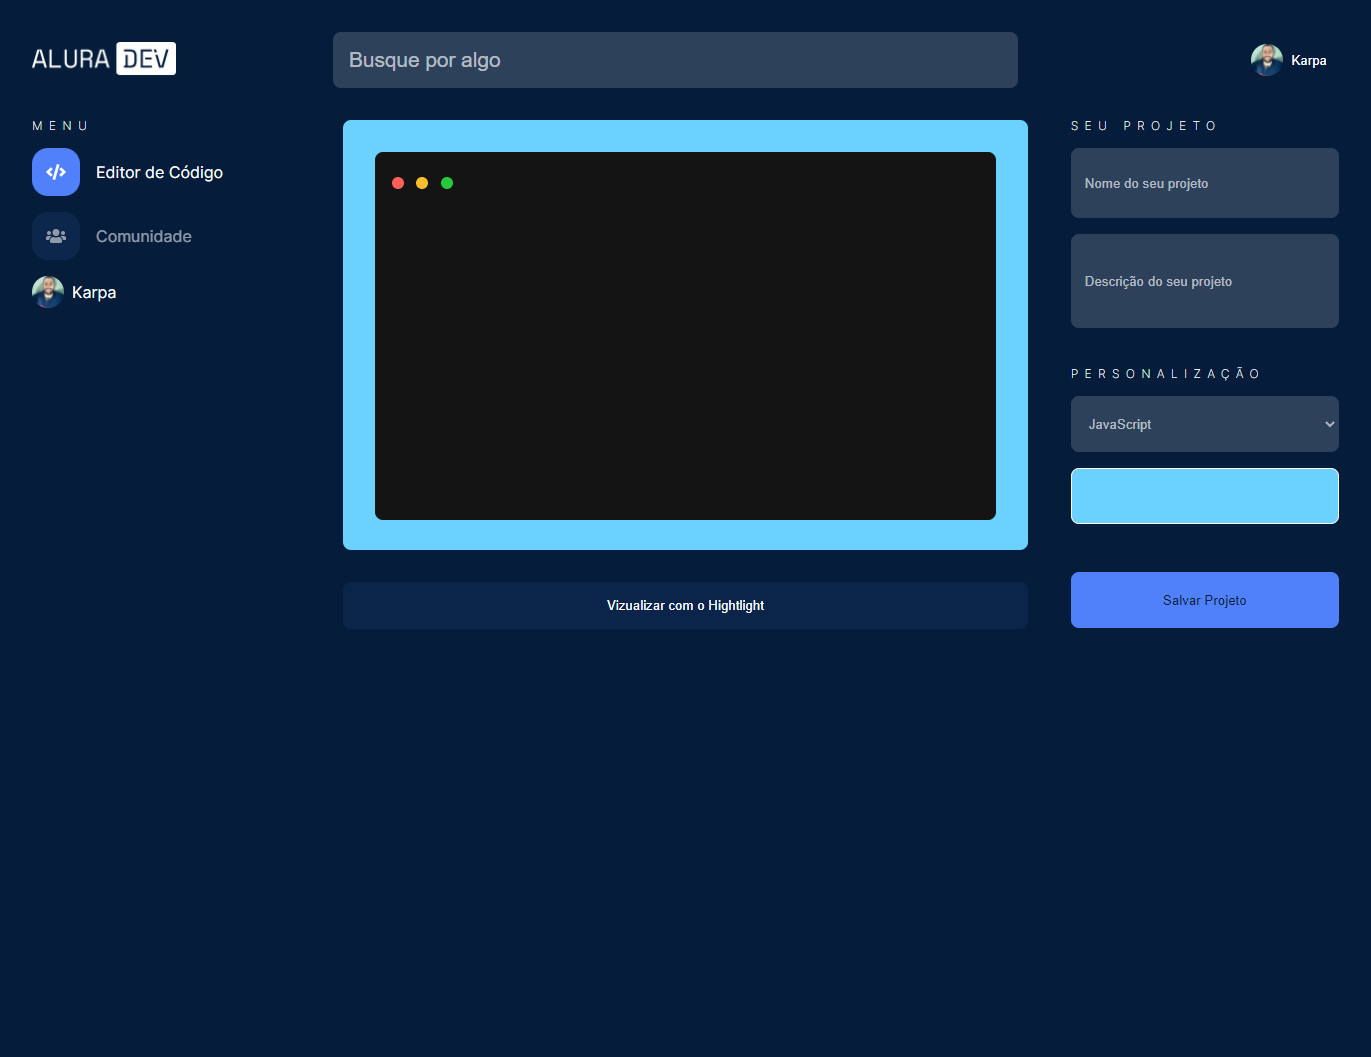 ALURA DEV
Busque por algo
Karpa
MENU
Editor de Código
Comunidade
Karpa
Vizualizar com o Hightlight
SEU PROJETO
Nome do seu projeto
Descrição do seu projeto
PERSONALIZAÇÃO
JavaScript
Salvar Projeto